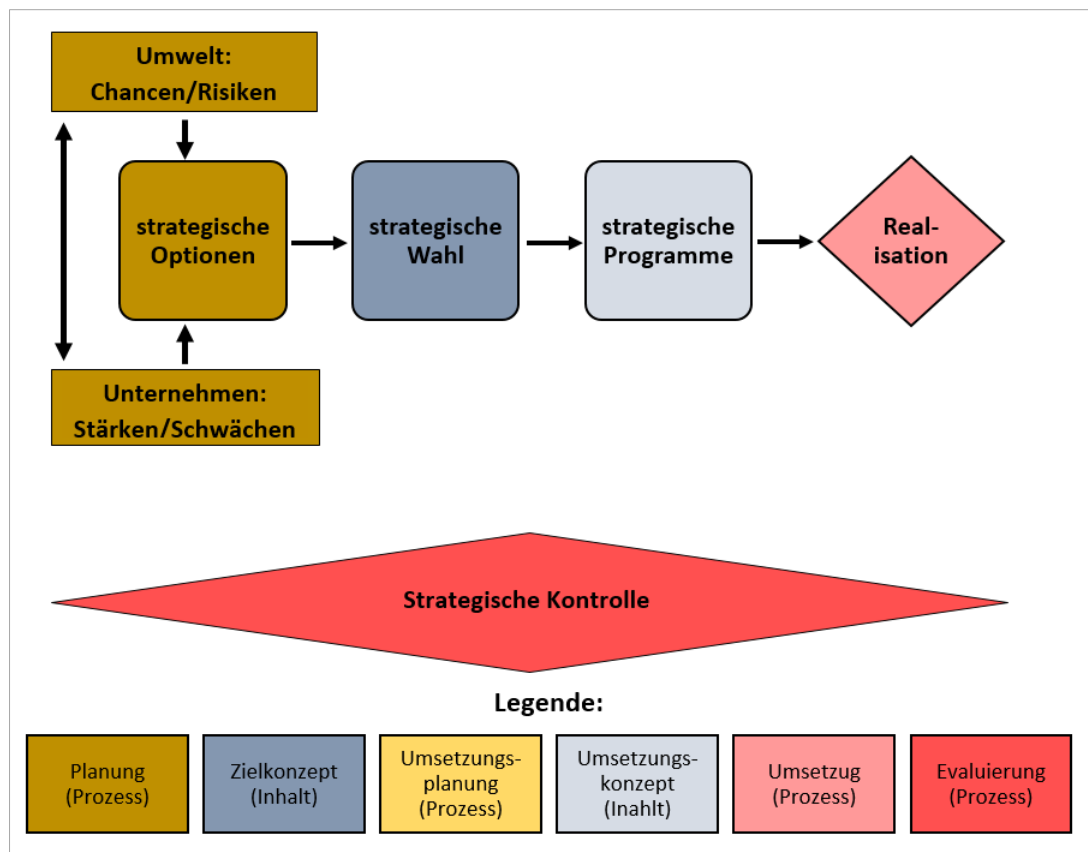 Umwelt:
Chancen/Risiken
strategische
Optionen
strategische
Wahl
strategische
Programme
Real-
isation
Unternehmen:
Stärken/Schwächen
Strategische Kontrolle
Legende:
Planung
(Prozess)
Zielkonzept
(Inhalt)
Umsetzungs-
planung
(Prozess)
Umsetzungs-
konzept
(Inahlt)
Umsetzug
(Prozess)
Evaluierung
(Prozess)